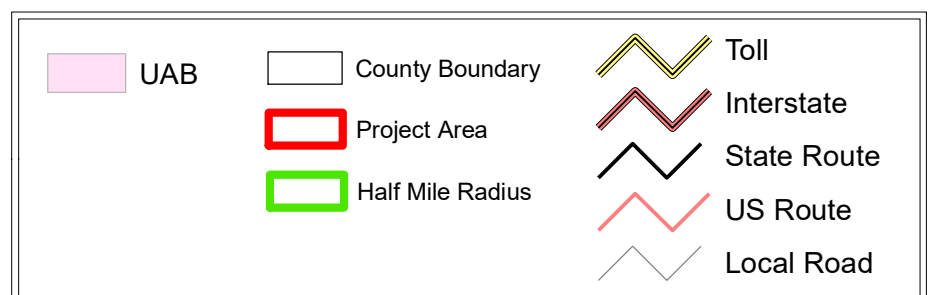 UAB
County Boundary
Project Area
Half Mile Radius
Toll
Interstate
State Route
US Route
Local Road